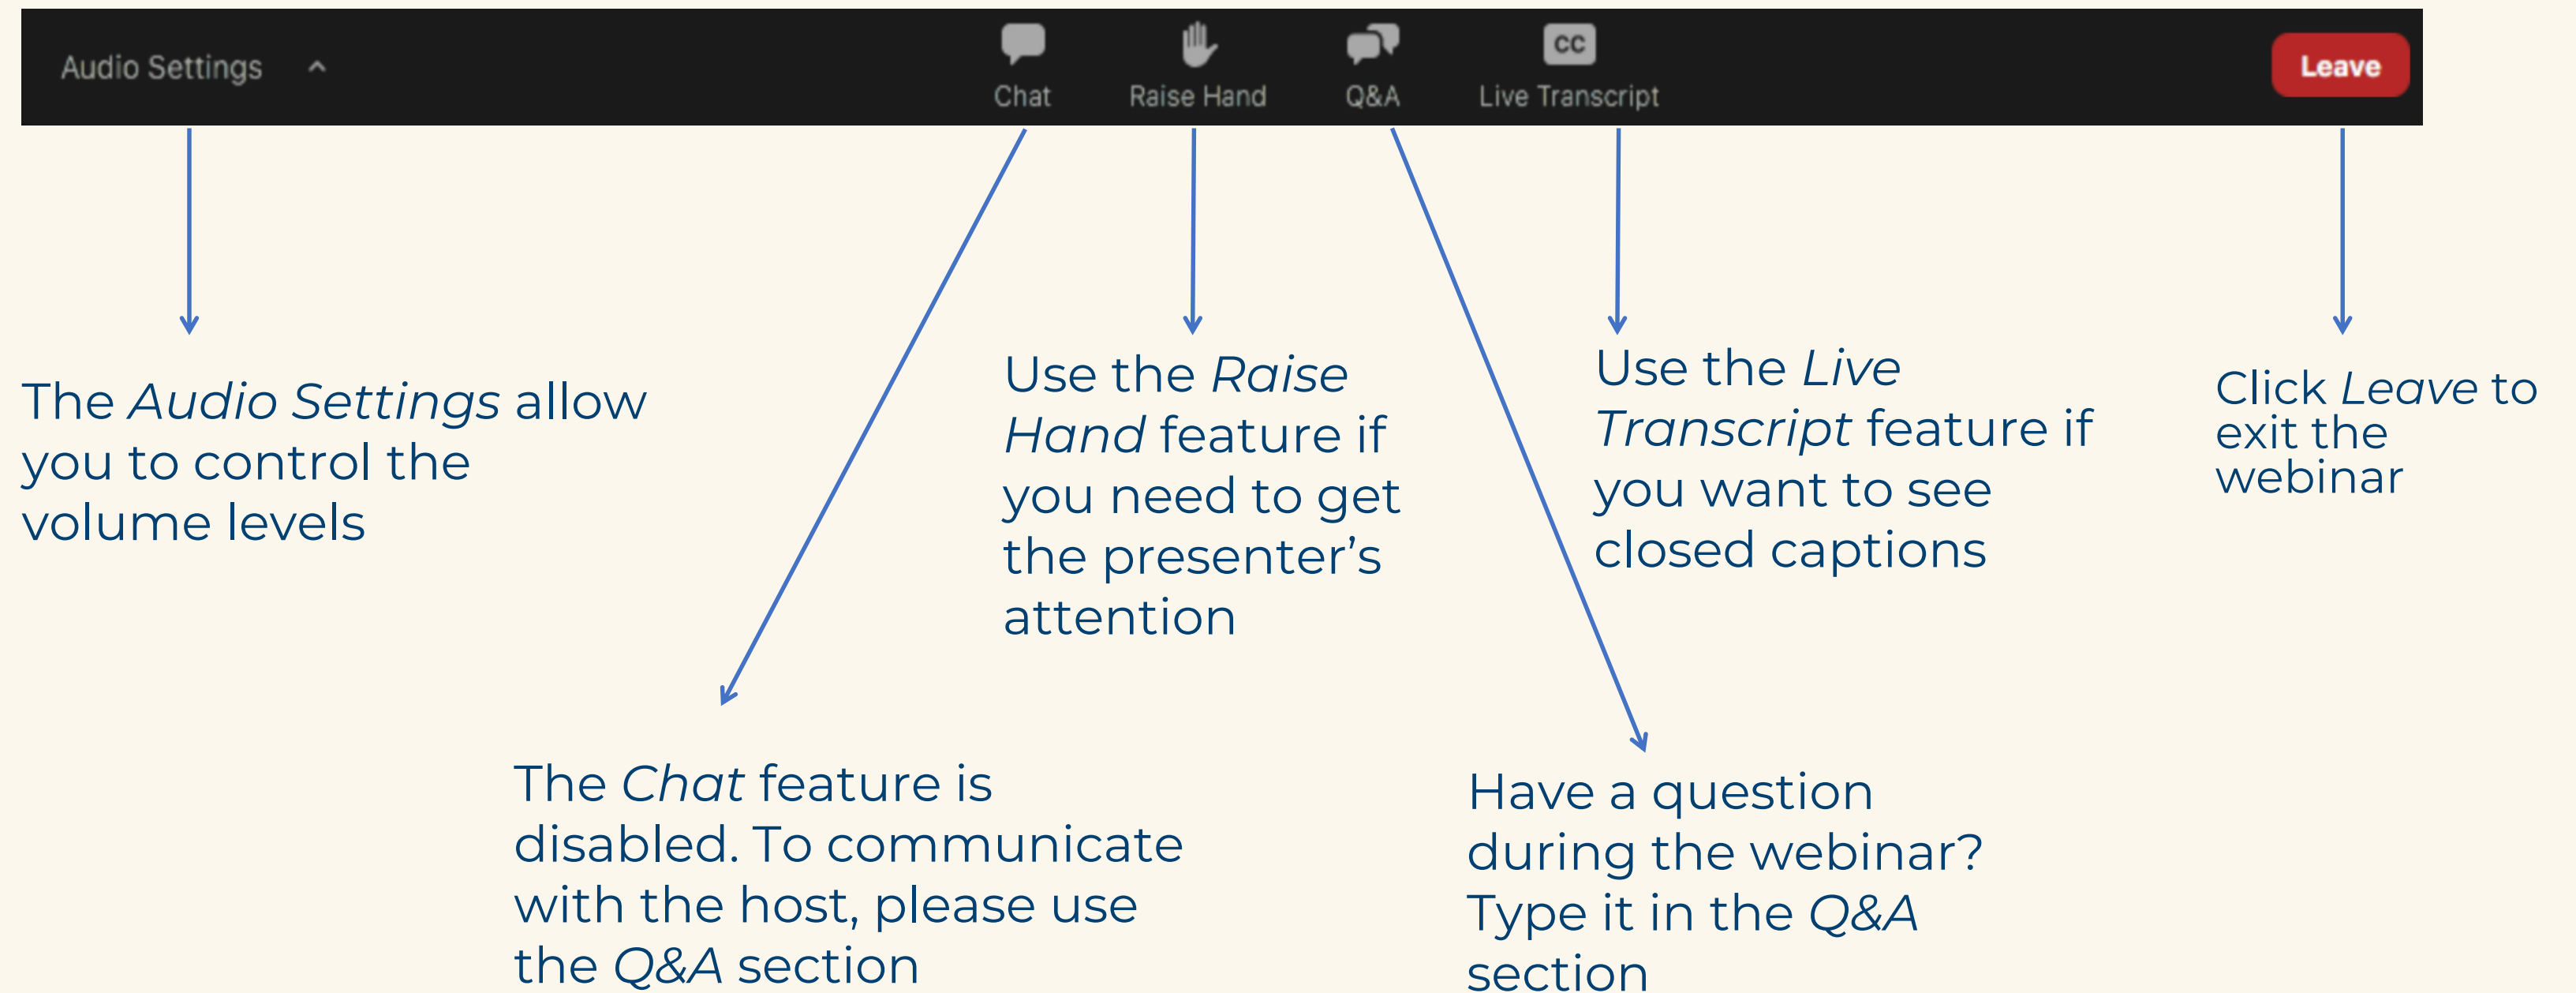 Audio Settings
Chat
Raise Hand
Q&A
CC
Live Transcript
Leave
The Audio Settings allow
you to control the
volume levels
Use the Raise
Hand feature if
you need to get
the presenter’s
attention
Use the Live
Transcript feature if
you want to see
closed captions
Click Leave to
exit the
webinar
The Chat feature is
disabled. To communicate
with the host, please use
the Q&A section
Have a question
during the webinar?
Type it in the Q&A
section